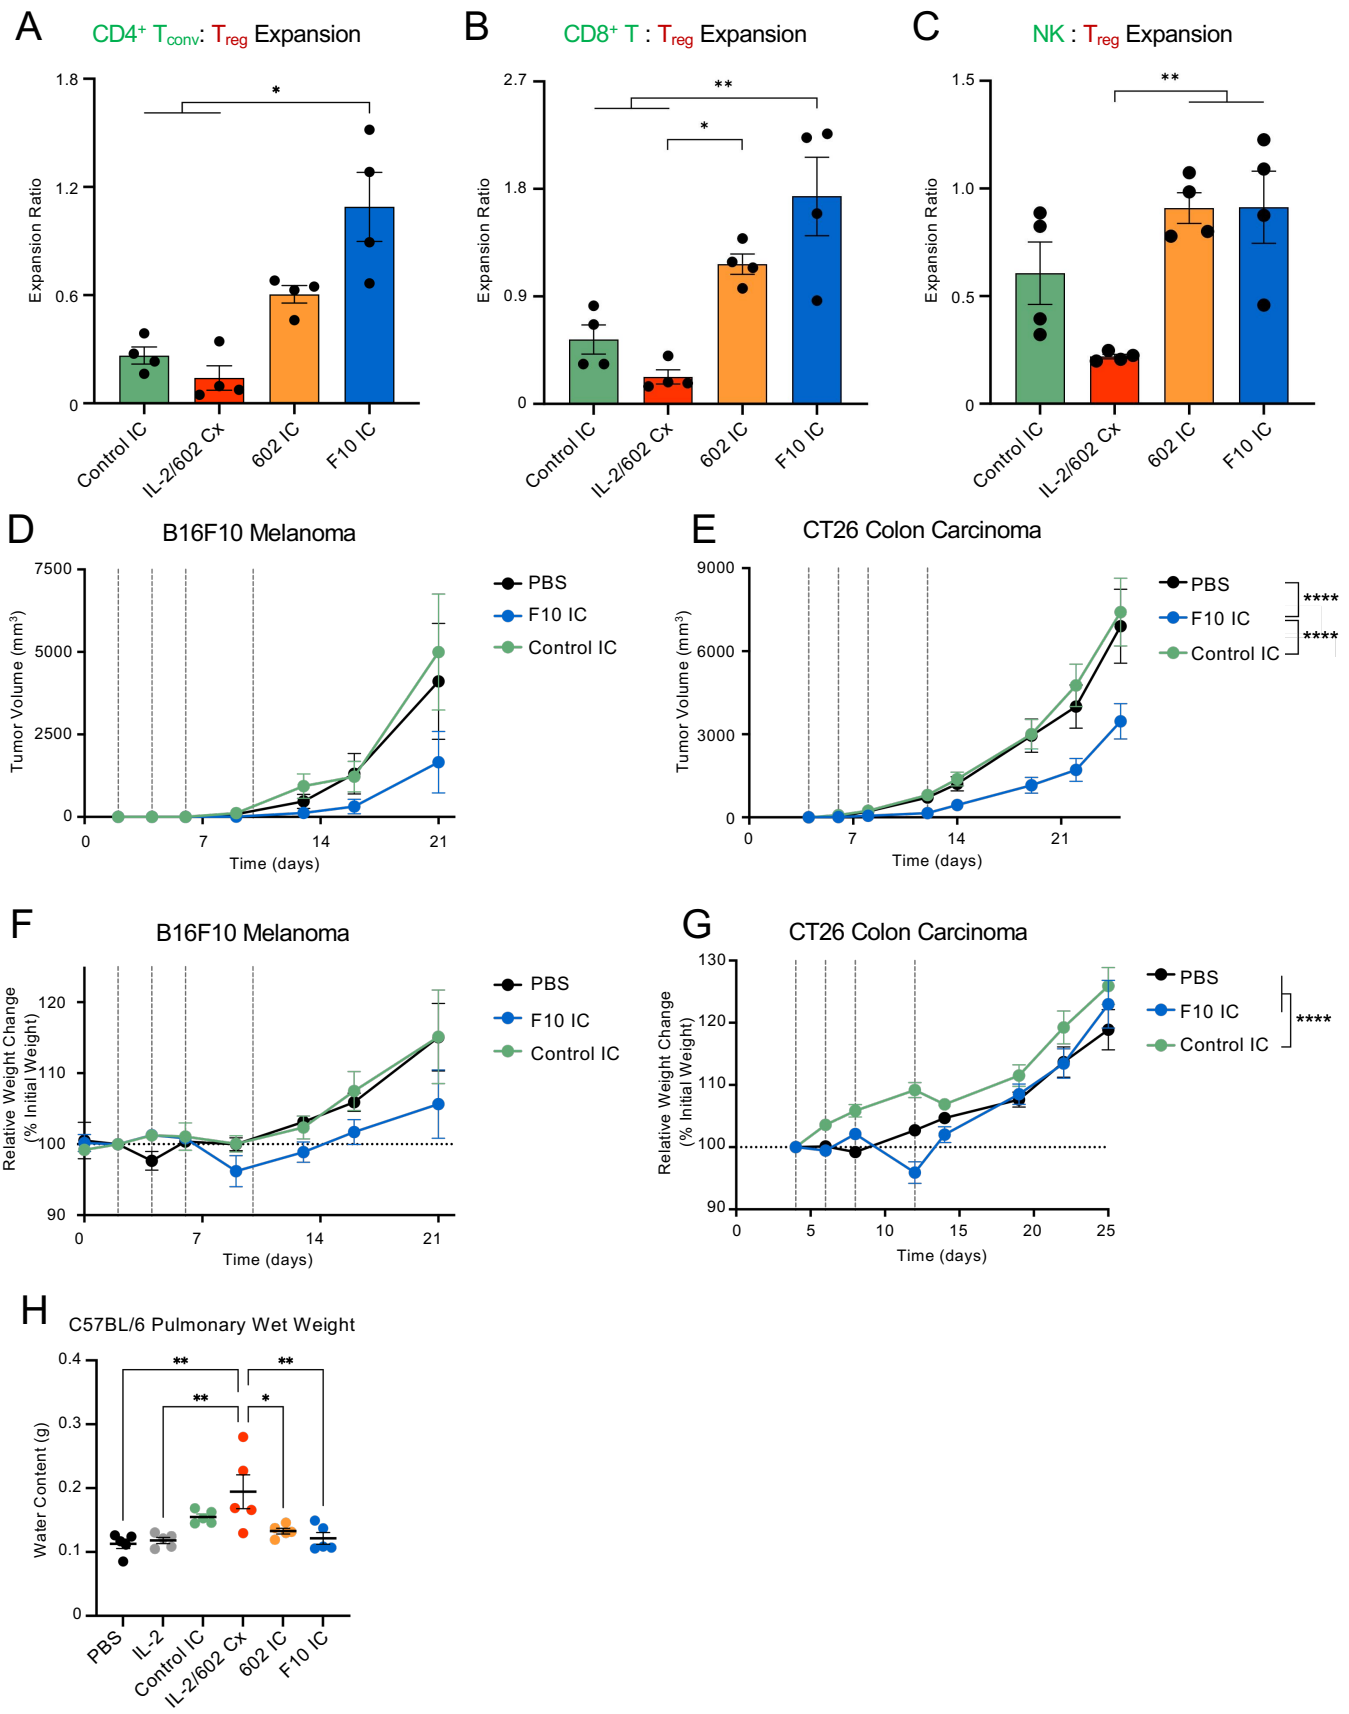 A
CD4+ Tconv: Treg Expansion
Expansion Ratio
1.8
1.2
0.6
0
*
Control IC
IL-2/602 Cx
602 IC
F10 IC
B
CD8+ T : Treg Expansion
Expansion Ratio
2.7
1.8
0.9
0
**
*
Control IC
IL-2/602 Cx
602 IC
F10 IC
C
NK : Treg Expansion
Expansion Ratio
1.5
1.0
0.5
0
**
Control IC
IL-2/602 Cx
602 IC
F10 IC
D
B16F10 Melanoma
Tumor Volume (mm3)
7500
5000
2500
0
0 7 14 21
Time (days)
PBS
F10 IC
Control IC
E
CT26 Colon Carcinoma
Tumor Volume (mm3)
9000
6000
3000
0
0 7 14 21
Time (days)
PBS
F10 IC
Control IC
****
****
F
B16F10 Melanoma
Relative Weight Change
(% Initial Weight)
120
110
100
90
0 7 14 21
Time (days)
PBS
F10 IC
Control IC
G
CT26 Colon Carcinoma
Relative Weight Change
(% Initial Weight)
130
120
110
100
90
0 5 10 15 20 25
Time (days)
PBS
F10 IC
Control IC
****
H
C57BL/6 Pulmonary Wet Weight
Water Content (g)
0.4
0.3
0.2
0.1
0
** **
** *
PBS
IL-2
Control IC
IL-2/602 Cx
602 IC
F10 IC